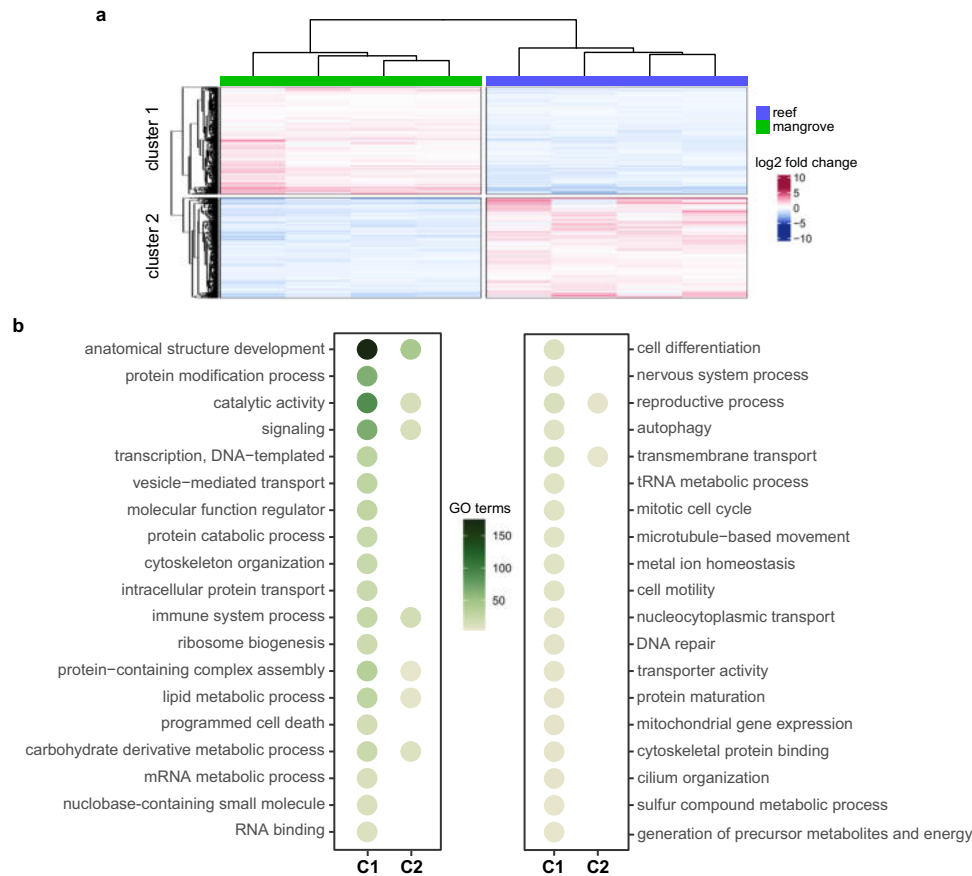 a
cluster 1
cluster 2
reef
mangrove
log2 fold change
10
5
0
−5
−10
b
anatomical structure development
protein modification process
catalytic activity
signaling
transcription, DNA−templated
vesicle−mediated transport
molecular function regulator
protein catabolic process
cytoskeleton organization
intracellular protein transport
immune system process
ribosome biogenesis
protein−containing complex assembly
lipid metabolic process
programmed cell death
carbohydrate derivative metabolic process
mRNA metabolic process
nuclobase-containing small molecule
RNA binding
C1 C2
GO terms
150
100
50
cell differentiation
nervous system process
reproductive process
autophagy
transmembrane transport
tRNA metabolic process
mitotic cell cycle
microtubule−based movement
metal ion homeostasis
cell motility
nucleocytoplasmic transport
DNA repair
transporter activity
protein maturation
mitochondrial gene expression
cytoskeletal protein binding
cilium organization
sulfur compound metabolic process
generation of precursor metabolites and energy
C1 C2